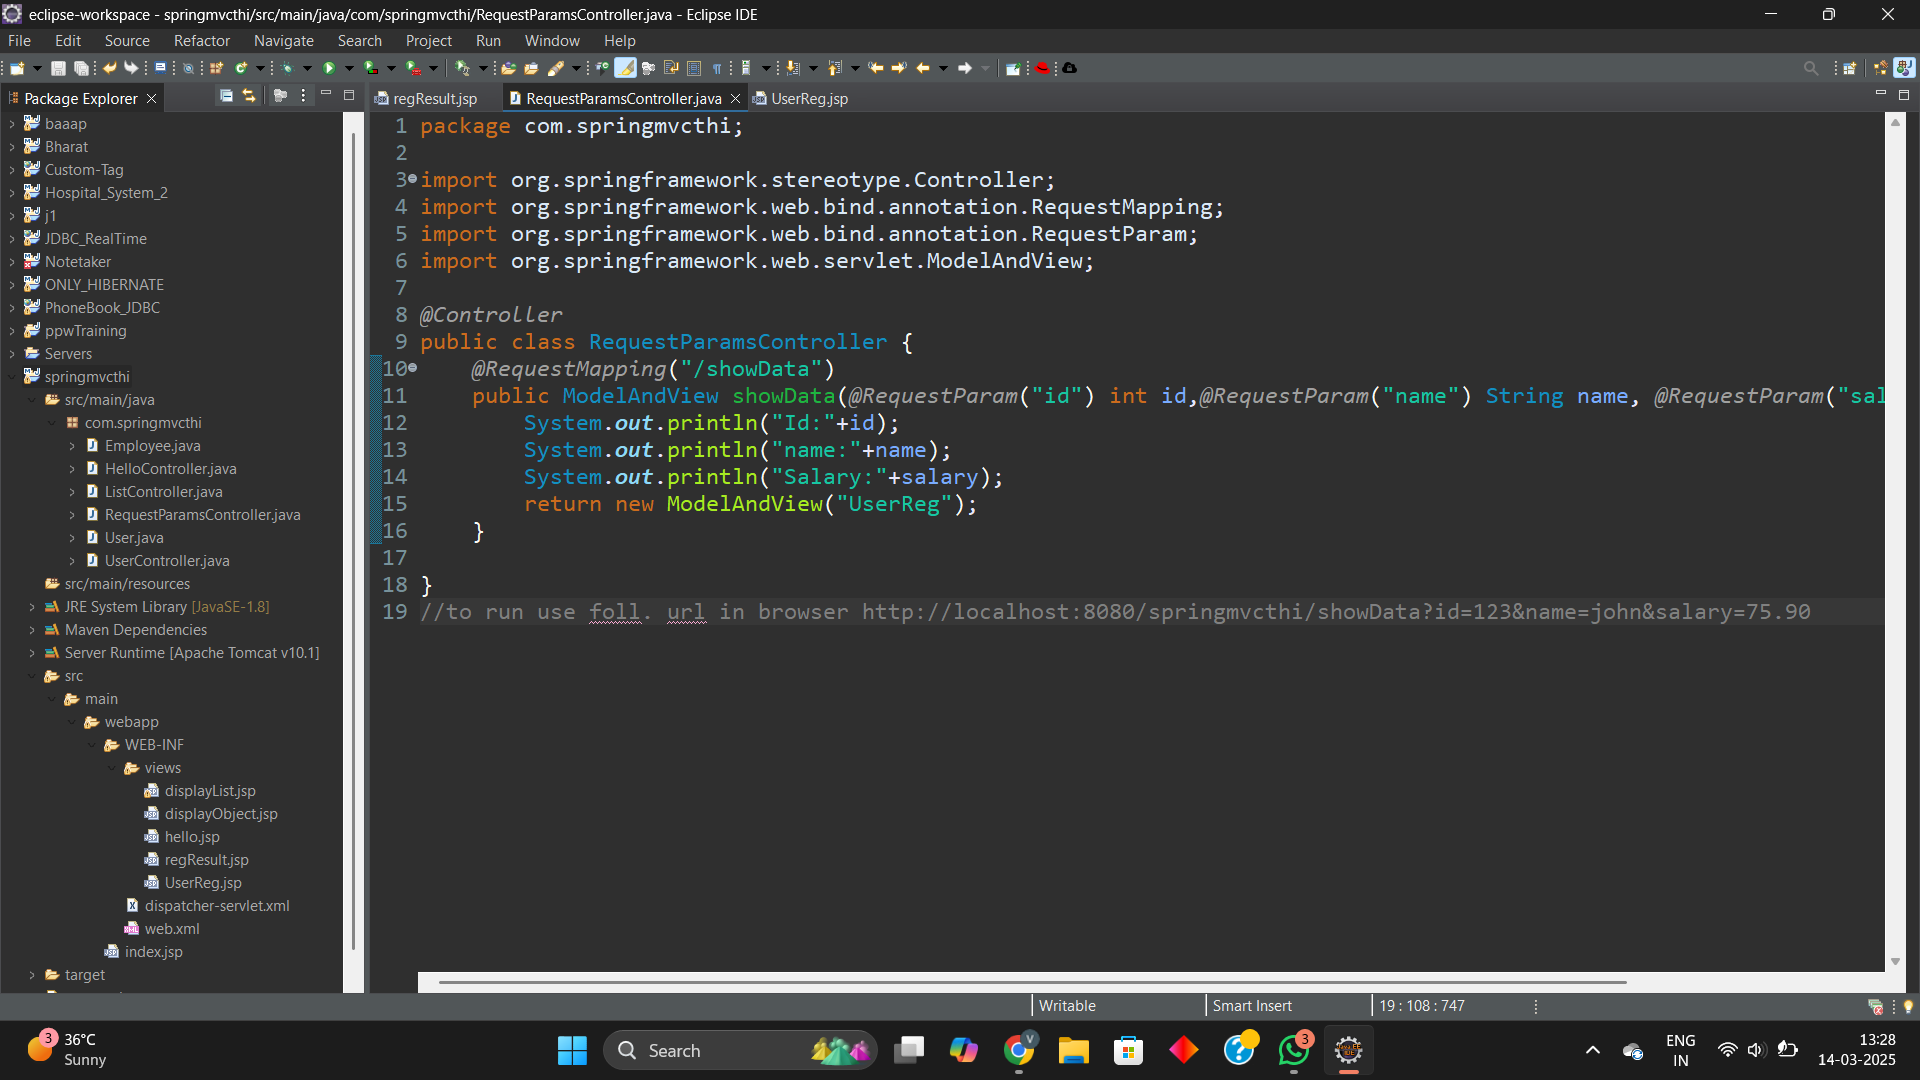 eclipse-workspace - springmvcthi/src/main/java/com/springmvcthi/RequestParamsController.java - Eclipse IDE
File Edit Source Refactor Navigate Search Project Run Window Help
Package Explorer
regResult.jsp RequestParamsController.java UserReg.jsp
baaap
Bharat
Custom-Tag
Hospital_System_2
j1
JDBC_RealTime
Notetaker
ONLY_HIBERNATE
PhoneBook_JDBC
ppwTraining
Servers
springmvcthi
src/main/java
com.springmvcthi
Employee.java
HelloController.java
ListController.java
RequestParamsController.java
User.java
UserController.java
src/main/resources
JRE System Library [JavaSE-1.8]
Maven Dependencies
Server Runtime [Apache Tomcat v10.1]
src
main
webapp
WEB-INF
views
displayList.jsp
displayObject.jsp
hello.jsp
regResult.jsp
UserReg.jsp
dispatcher-servlet.xml
web.xml
index.jsp
target
1 package com.springmvcthi;
2
3 import org.springframework.stereotype.Controller;
4 import org.springframework.web.bind.annotation.RequestMapping;
5 import org.springframework.web.bind.annotation.RequestParam;
6 import org.springframework.web.servlet.ModelAndView;
7
8 @Controller
9 public class RequestParamsController {
10 @RequestMapping("/showData")
11 public ModelAndView showData(@RequestParam("id") int id,@RequestParam("name") String name, @RequestParam("sal
12 System.out.println("Id:"+id);
13 System.out.println("name:"+name);
14 System.out.println("Salary:"+salary);
15 return new ModelAndView("UserReg");
16 }
17
18 }
19 //to run use foll. url in browser http://localhost:8080/springmvcthi/showData?id=123&name=john&salary=75.90
Writable Smart Insert 19 : 108 : 747
3
36°C
Sunny
Search
V
3
ENG
IN
13:28
14-03-2025